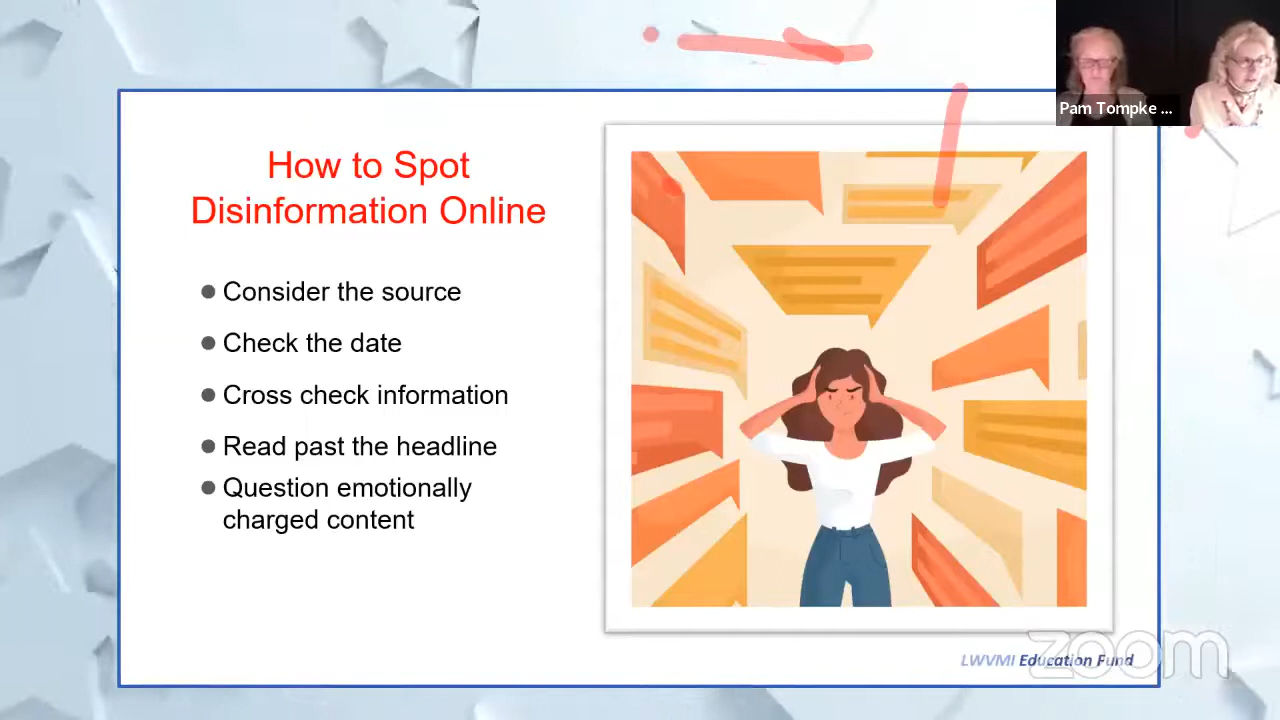 Pam Tompke ...
How to Spot
Disinformation Online
● Consider the source
● Check the date
● Cross check information
● Read past the headline
● Question emotionally
charged content
LWVMI Education Fund
zoom